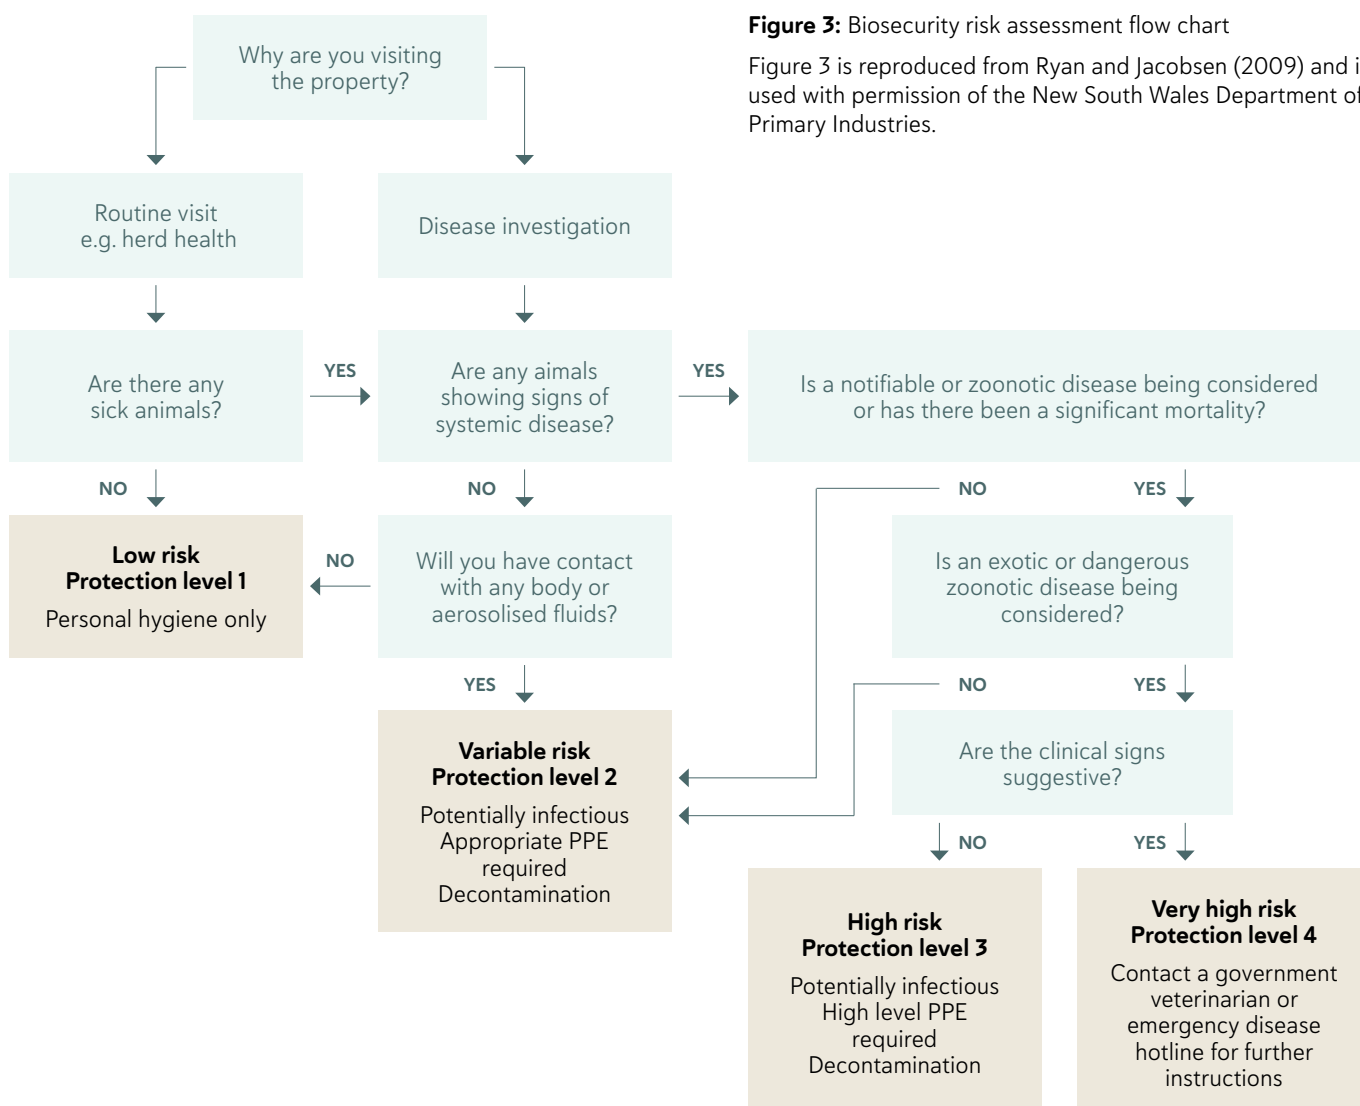 Figure 3: Biosecurity risk assessment flow chart
Figure 3 is reproduced from Ryan and Jacobsen (2009) and i
used with permission of the New South Wales Department of
Primary Industries.
Why are you visiting
the property?
Routine visit
e.g. herd health
Disease investigation
Are there any
sick animals?
YES
Are any aimals
showing signs of
systemic disease?
YES
Is a notifiable or zoonotic disease being considered
or has there been a significant mortality?
NO
NO
NO
YES
Low risk
Protection level 1
Personal hygiene only
NO
Will you have contact
with any body or
aerosolised fluids?
Is an exotic or dangerous
zoonotic disease being
considered?
YES
NO
YES
Variable risk
Protection level 2
Potentially infectious
Appropriate PPE
required
Decontamination
Are the clinical signs
suggestive?
NO
YES
High risk
Protection level 3
Potentially infectious
High level PPE
required
Decontamination
Very high risk
Protection level 4
Contact a government
veterinarian or
emergency disease
hotline for further
instructions